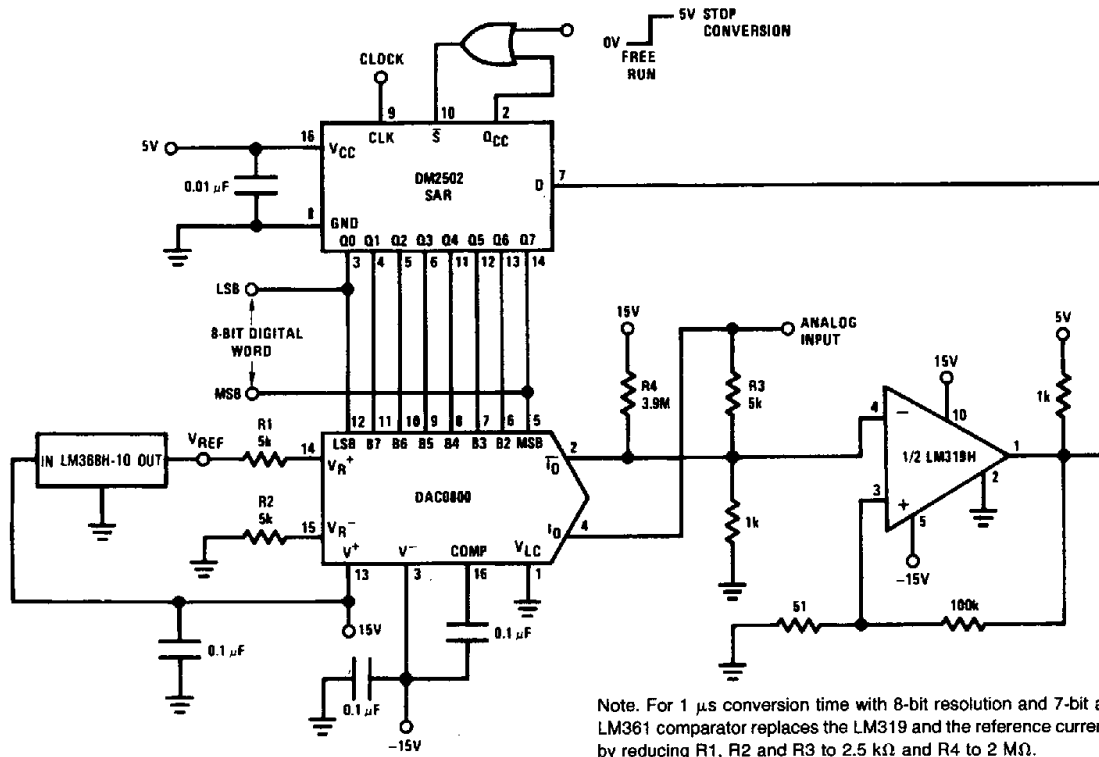 5V STOP
CONVERSION
0V
FREE
RUN
CLOCK
9
10
2
CLK
S̅
QCC
5V
16
VCC
0.01 µF
DM2502
SAR
D
7
8
GND
Q0 Q1 Q2 Q3 Q4 Q5 Q6 Q7
3 4 5 6 11 12 13 14
LSB
8-BIT DIGITAL
WORD
MSB
15V
ANALOG
INPUT
5V
R4
3.9M
R3
5k
15V
1k
12 11 10 9 8 7 6 5
LSB B7 B6 B5 B4 B3 B2 MSB
IN LM368H-10 OUT
VREF
R1
5k
14
VR+
DAC0800
2
I̅O̅
4
10
1/2 LM319H
1
2
3
+
−
5
−15V
R2
5k
15
VR−
IO
4
1k
V+
V−
COMP
VLC
13
3
16
1
15V
0.1 µF
0.1 µF
0.1 µF
−15V
51
100k
Note. For 1 µs conversion time with 8-bit resolution and 7-bit a
LM361 comparator replaces the LM319 and the reference curren
by reducing R1, R2 and R3 to 2.5 kΩ and R4 to 2 MΩ.